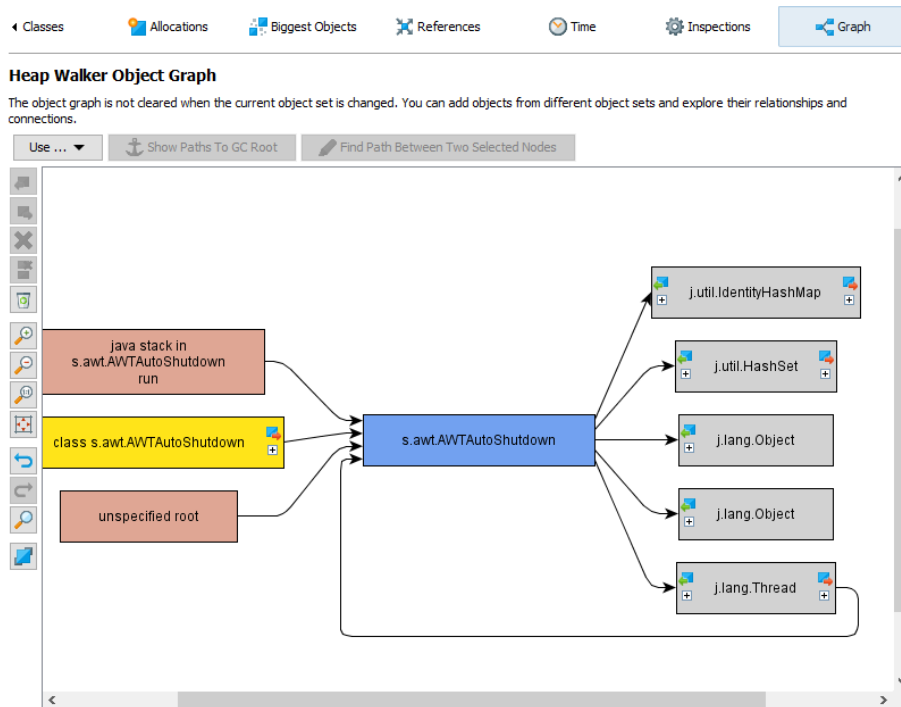 Classes
Allocations
Biggest Objects
References
Time
Inspections
Graph
Heap Walker Object Graph
The object graph is not cleared when the current object set is changed. You can add objects from different object sets and explore their relationships and
connections.
Use ...
Show Paths To GC Root
Find Path Between Two Selected Nodes
java stack in
s.awt.AWTAutoShutdown
run
class s.awt.AWTAutoShutdown
unspecified root
s.awt.AWTAutoShutdown
j.util.IdentityHashMap
j.util.HashSet
j.lang.Object
j.lang.Object
j.lang.Thread